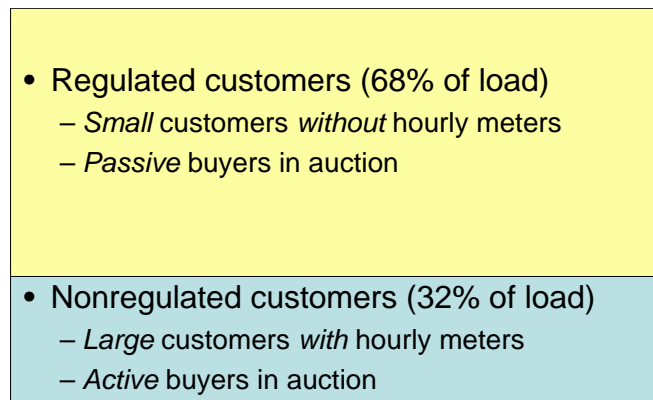 • Regulated customers (68% of load)
– Small customers without hourly meters
– Passive buyers in auction
• Nonregulated customers (32% of load)
– Large customers with hourly meters
– Active buyers in auction